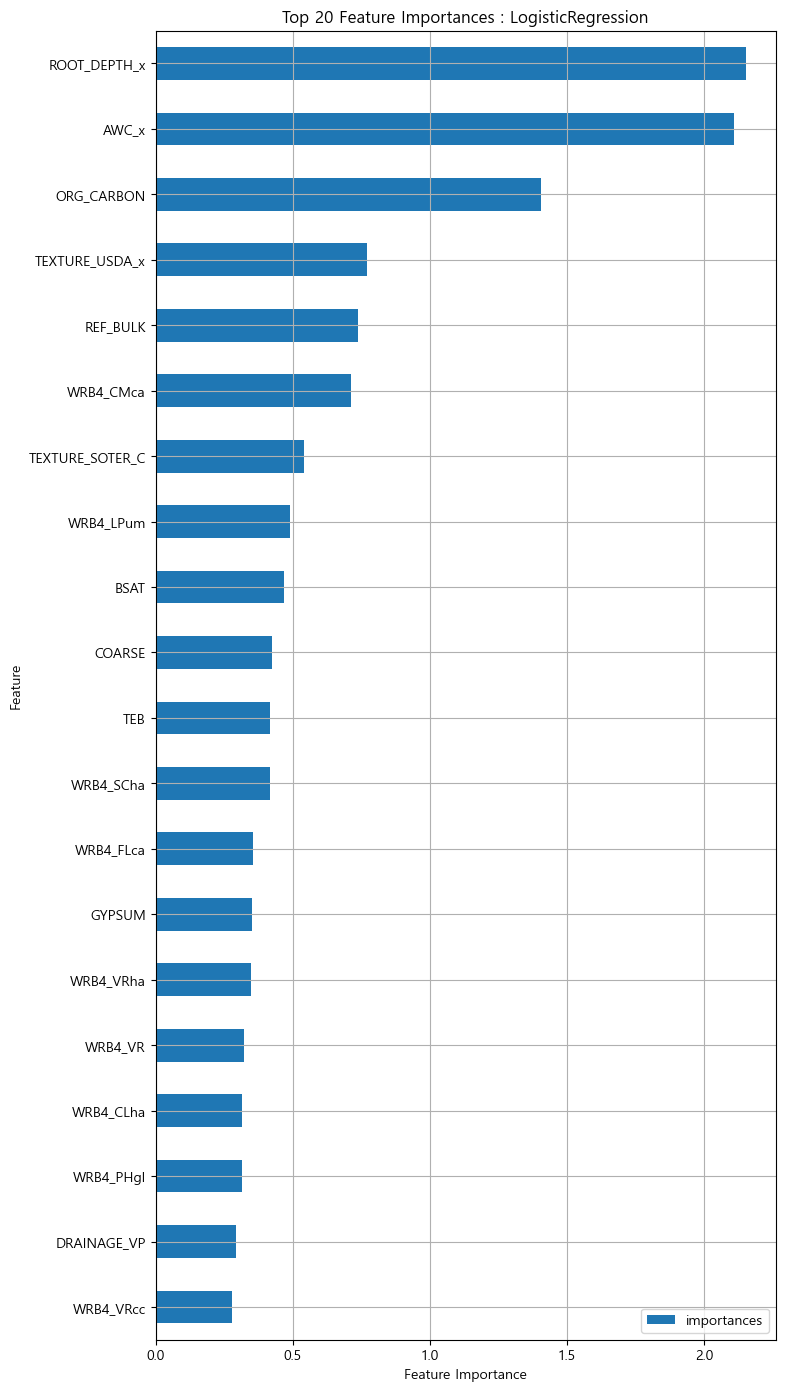 Top 20 Feature Importances : LogisticRegression
ROOT_DEPTH_x
AWC_x
ORG_CARBON
TEXTURE_USDA_x
REF_BULK
WRB4_CMca
TEXTURE_SOTER_C
WRB4_LPum
BSAT
COARSE
TEB
WRB4_SCha
WRB4_FLca
GYPSUM
WRB4_VRha
WRB4_VR
WRB4_CLha
WRB4_PHgl
DRAINAGE_VP
WRB4_VRcc
Feature
importances
0.0 0.5 1.0 1.5 2.0
Feature Importance